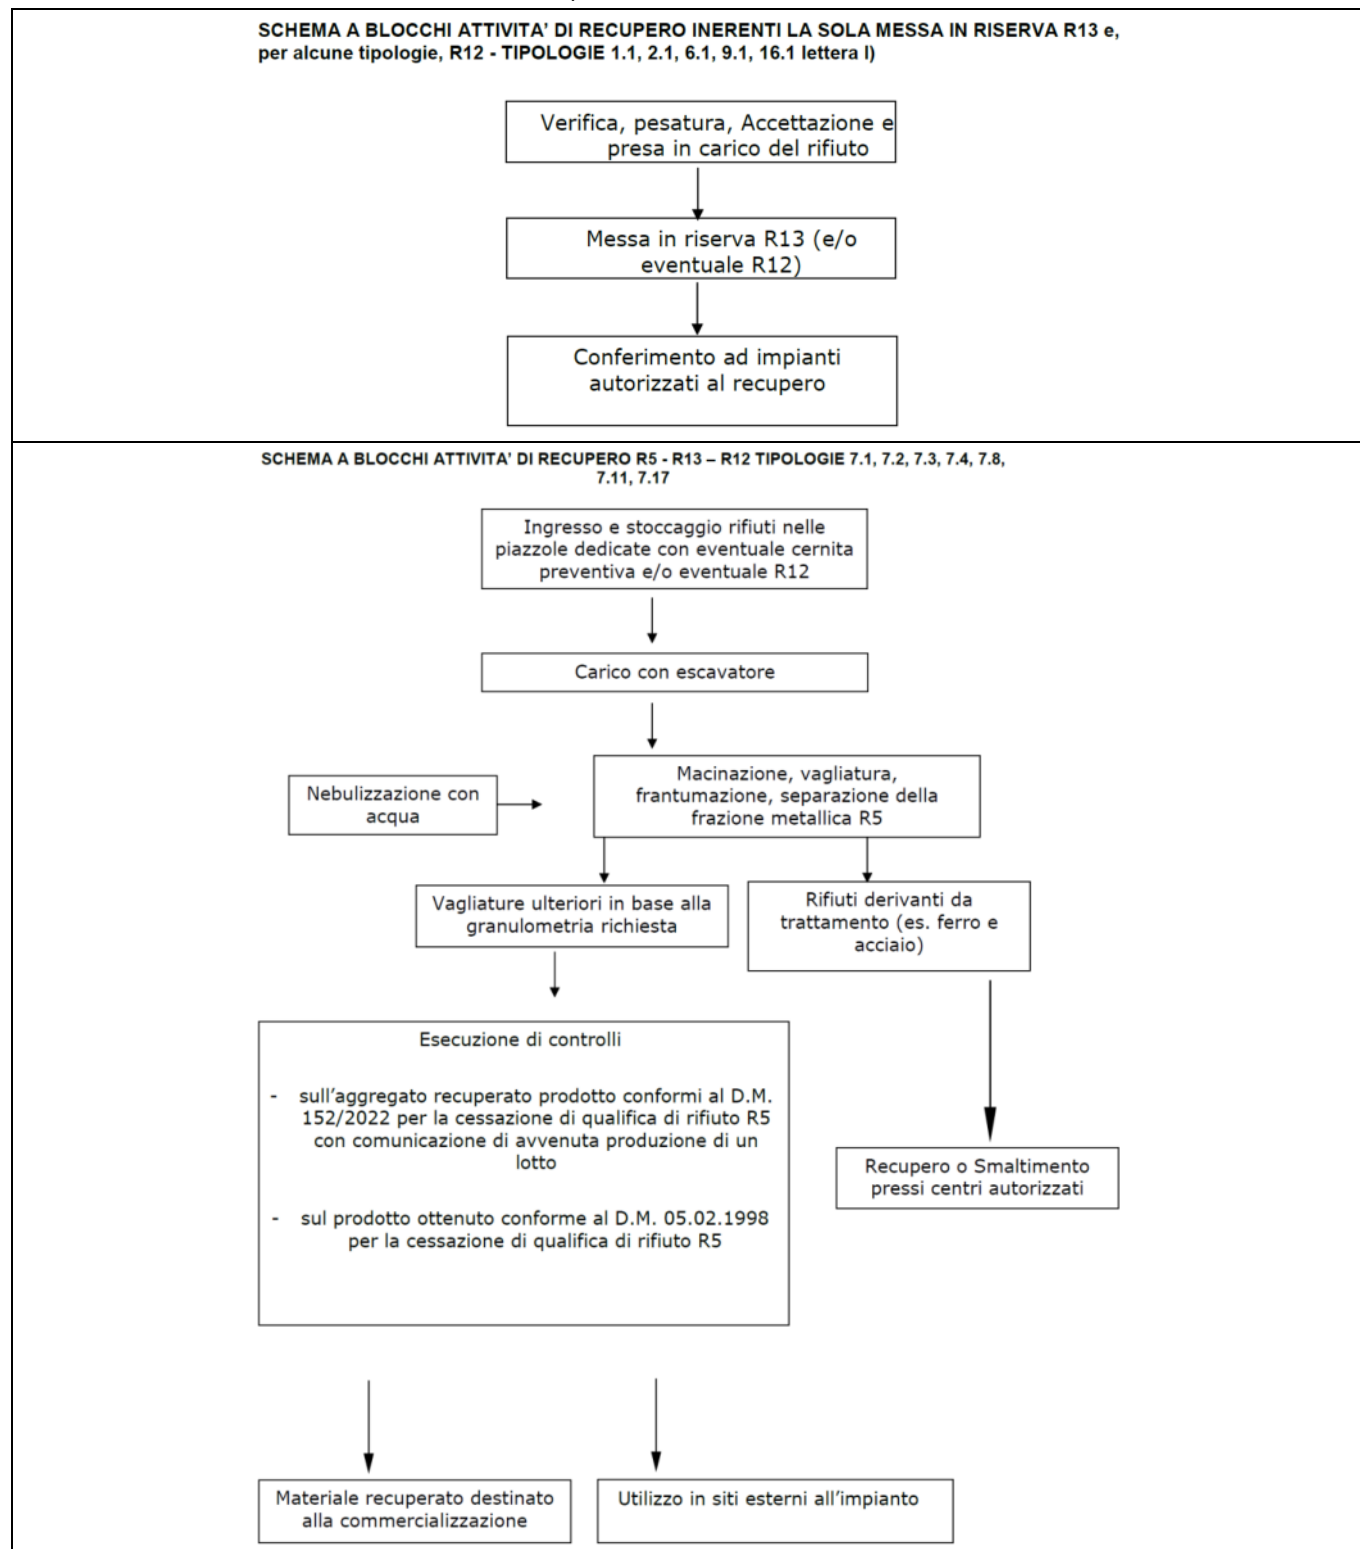 SCHEMA A BLOCCHI ATTIVITA' DI RECUPERO INERENTI LA SOLA MESSA IN RISERVA R13 e,
per alcune tipologie, R12 - TIPOLOGIE 1.1, 2.1, 6.1, 9.1, 16.1 lettera l)
Verifica, pesatura, Accettazione e
presa in carico del rifiuto
Messa in riserva R13 (e/o
eventuale R12)
Conferimento ad impianti
autorizzati al recupero
SCHEMA A BLOCCHI ATTIVITA' DI RECUPERO R5 - R13 – R12 TIPOLOGIE 7.1, 7.2, 7.3, 7.4, 7.8,
7.11, 7.17
Ingresso e stoccaggio rifiuti nelle
piazzole dedicate con eventuale cernita
preventiva e/o eventuale R12
Carico con escavatore
Nebulizzazione con
acqua
Macinazione, vagliatura,
frantumazione, separazione della
frazione metallica R5
Vagliature ulteriori in base alla
granulometria richiesta
Rifiuti derivanti da
trattamento (es. ferro e
acciaio)
Esecuzione di controlli
- sull'aggregato recuperato prodotto conformi al D.M.
152/2022 per la cessazione di qualifica di rifiuto R5
con comunicazione di avvenuta produzione di un
lotto
- sul prodotto ottenuto conforme al D.M. 05.02.1998
per la cessazione di qualifica di rifiuto R5
Recupero o Smaltimento
pressi centri autorizzati
Materiale recuperato destinato
alla commercializzazione
Utilizzo in siti esterni all'impianto